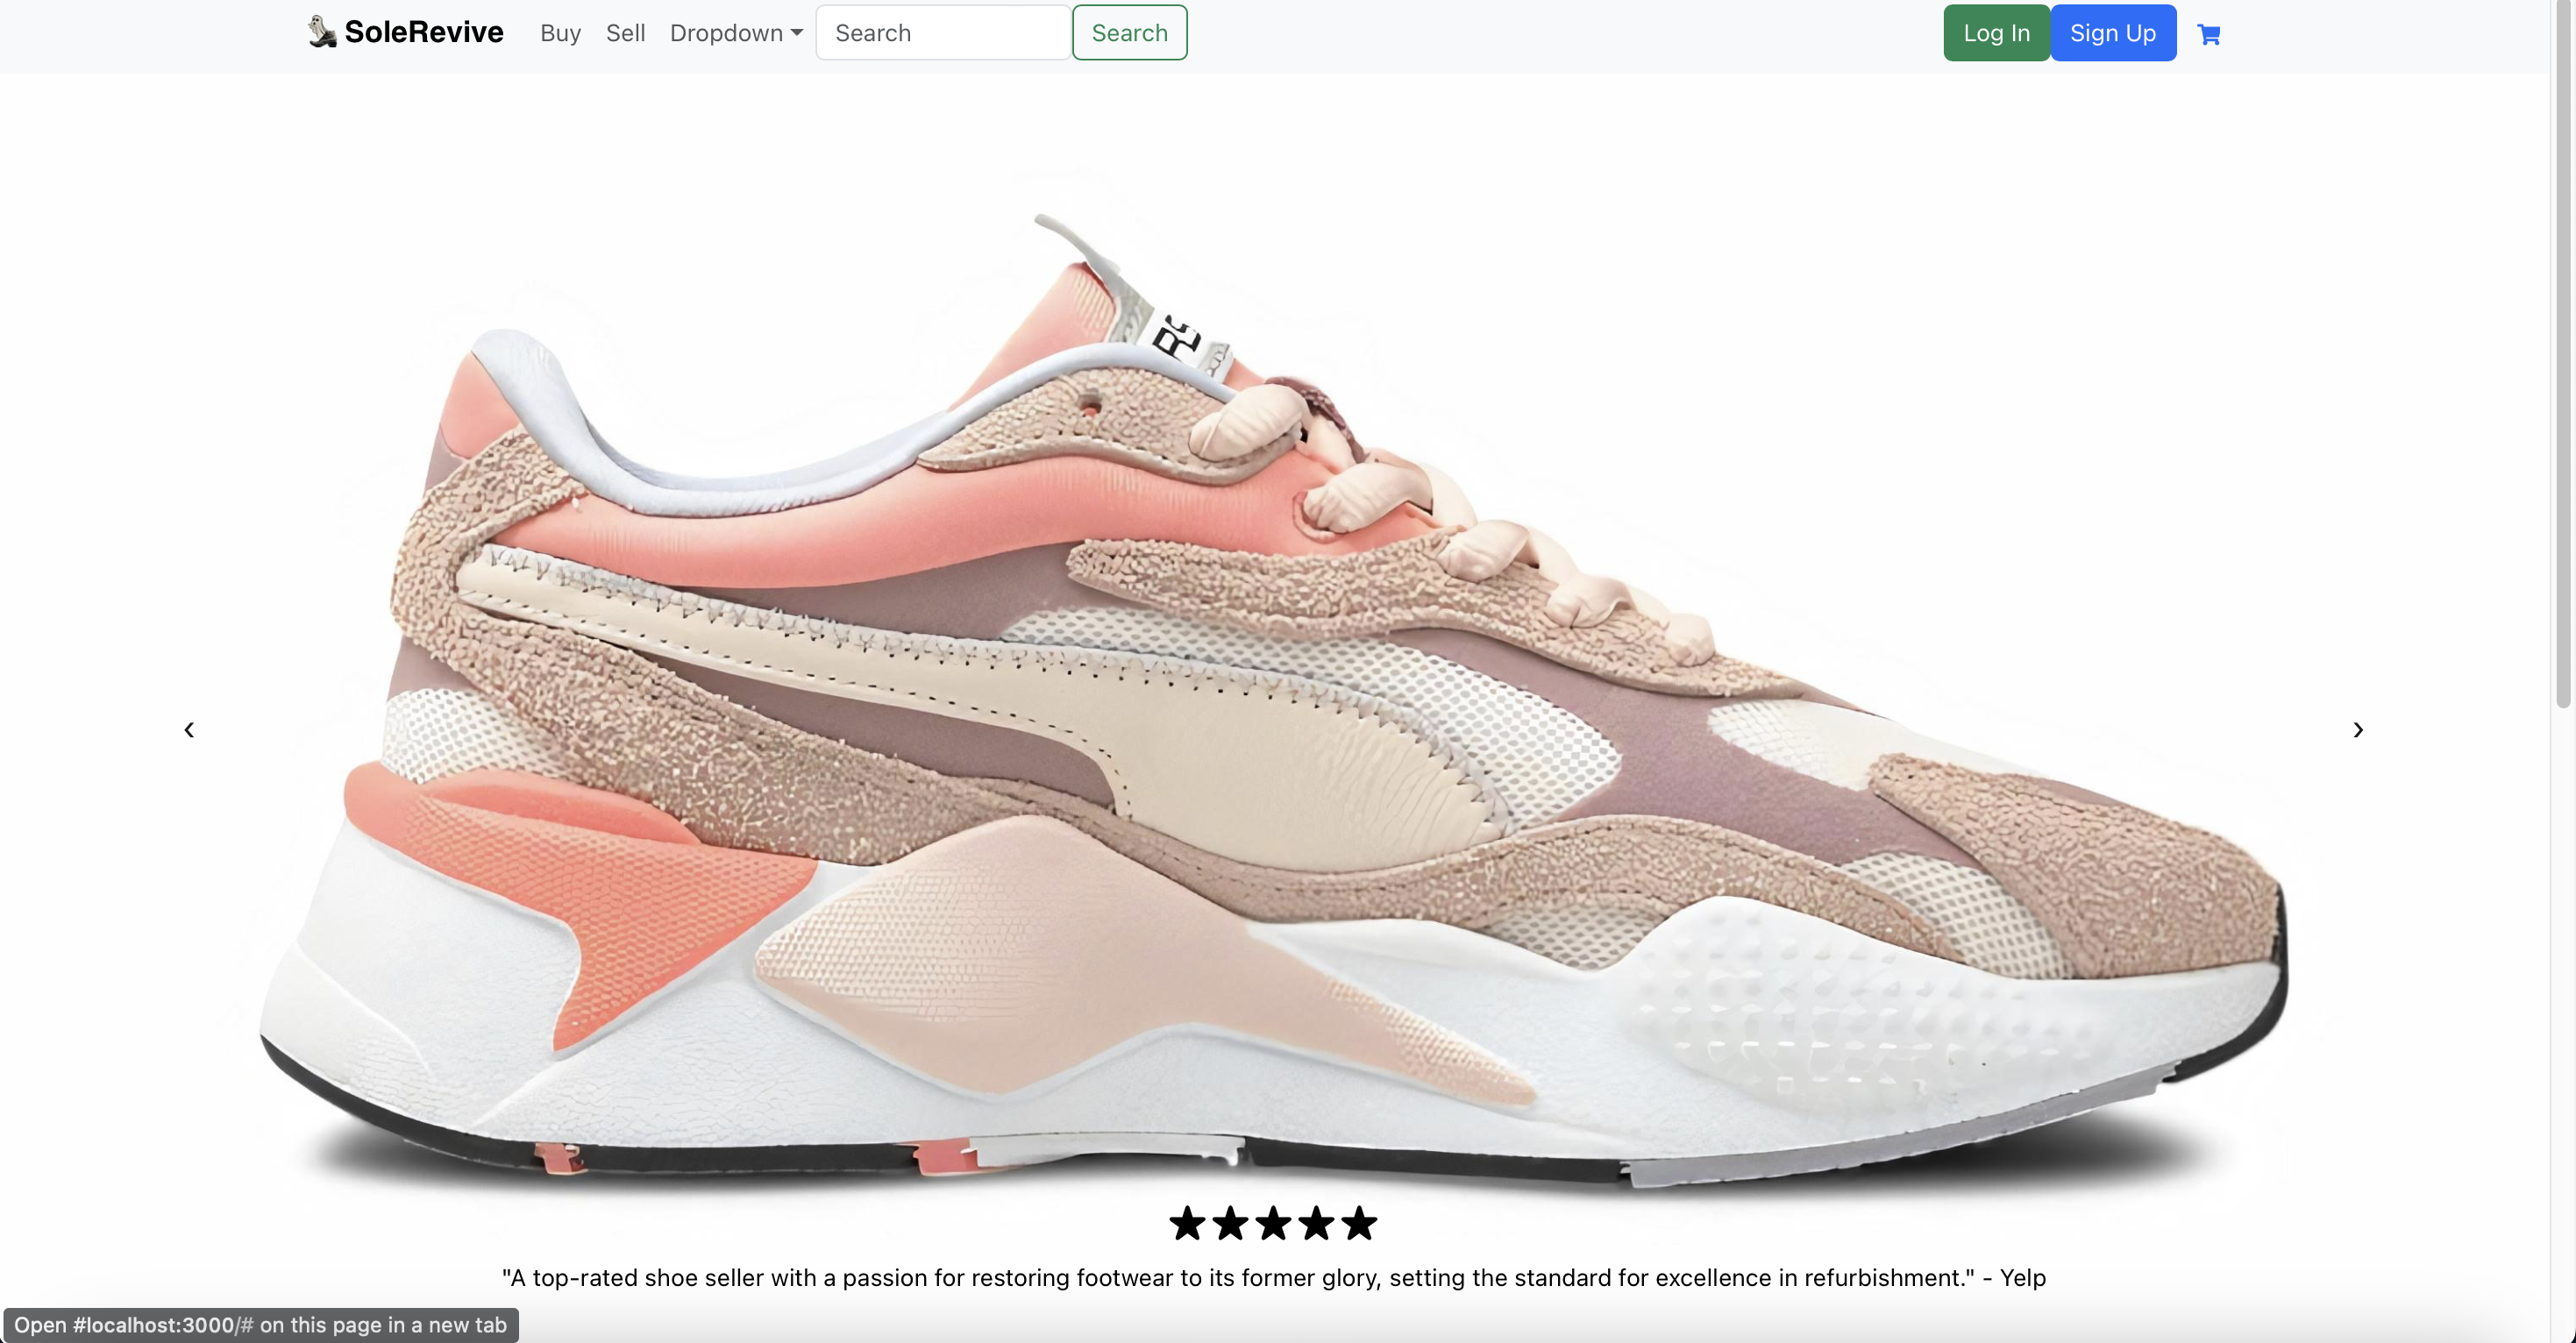 SoleRevive Buy Sell Dropdown Search Search Log In Sign Up
RS
"A top-rated shoe seller with a passion for restoring footwear to its former glory, setting the standard for excellence in refurbishment." - Yelp
Open #localhost:3000/# on this page in a new tab